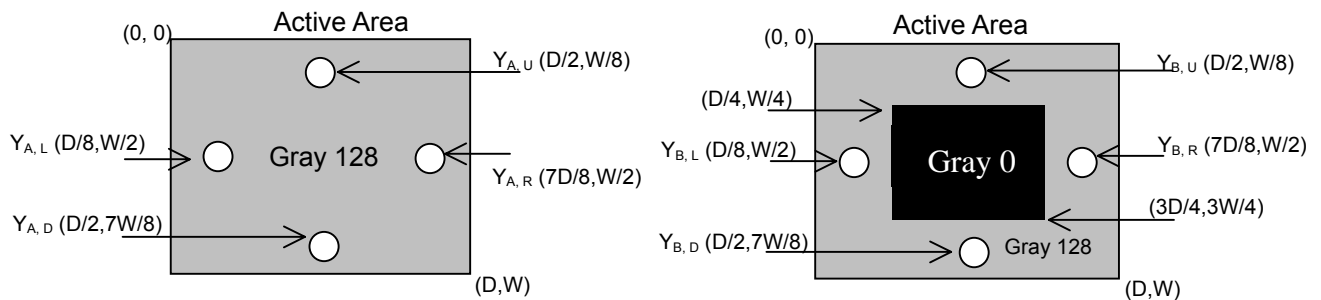 Active Area
(0, 0)
Y_A, U (D/2,W/8)
Y_A, L (D/8,W/2)
Gray 128
Y_A, R (7D/8,W/2)
Y_A, D (D/2,7W/8)
(D,W)
Active Area
(0, 0)
Y_B, U (D/2,W/8)
(D/4,W/4)
Y_B, L (D/8,W/2)
Gray 0
Y_B, R (7D/8,W/2)
(3D/4,3W/4)
Y_B, D (D/2,7W/8)
Gray 128
(D,W)